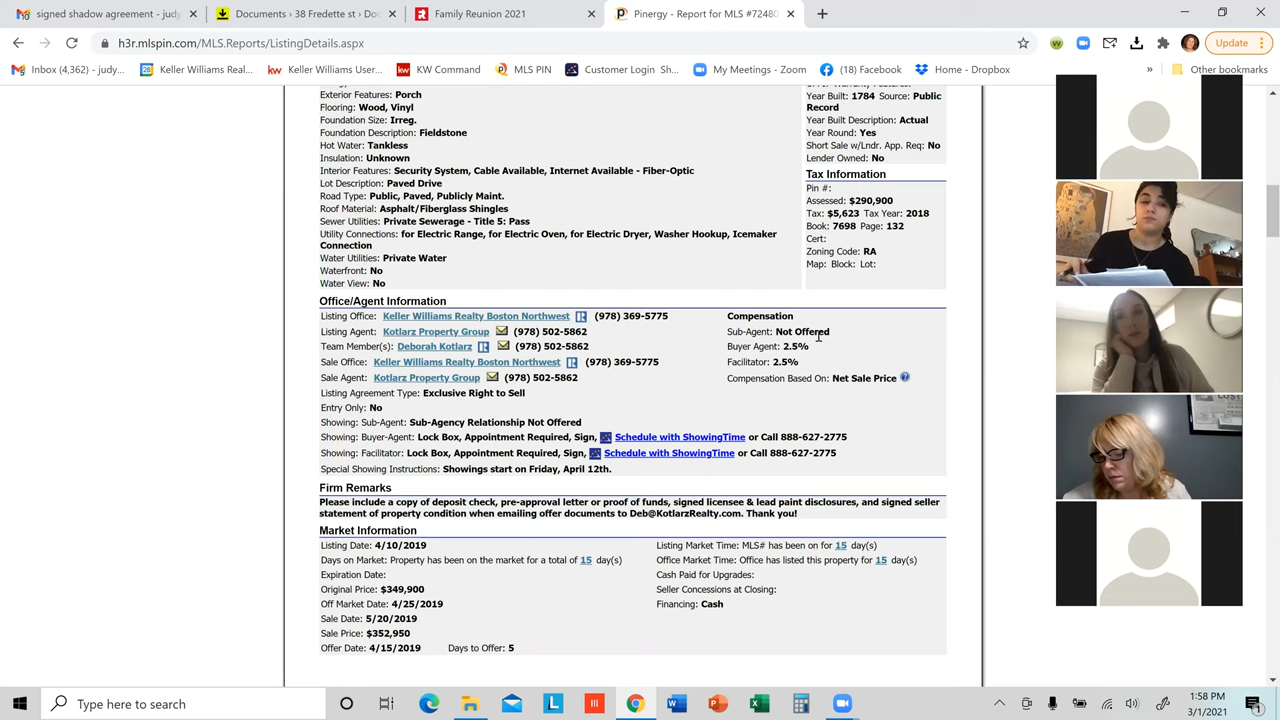 signed shadow agreement - judy
Documents › 38 Fredette st › Doc
Family Reunion 2021
Pinergy - Report for MLS #72480
h3r.mlspin.com/MLS.Reports/ListingDetails.aspx
Update
Inbox (4,362) - judy...
Keller Williams Real...
Keller Williams User...
KW Command
MLS PIN
Customer Login Sh...
My Meetings - Zoom
(18) Facebook
Home - Dropbox
»
Other bookmarks
Exterior Features: Porch
Flooring: Wood, Vinyl
Foundation Size: Irreg.
Foundation Description: Fieldstone
Hot Water: Tankless
Insulation: Unknown
Interior Features: Security System, Cable Available, Internet Available - Fiber-Optic
Lot Description: Paved Drive
Road Type: Public, Paved, Publicly Maint.
Roof Material: Asphalt/Fiberglass Shingles
Sewer Utilities: Private Sewerage - Title 5: Pass
Utility Connections: for Electric Range, for Electric Oven, for Electric Dryer, Washer Hookup, Icemaker
Connection
Water Utilities: Private Water
Waterfront: No
Water View: No
Year Built: 1784 Source: Public
Record
Year Built Description: Actual
Year Round: Yes
Short Sale w/Lndr. App. Req: No
Lender Owned: No
Tax Information
Pin #:
Assessed: $290,900
Tax: $5,623 Tax Year: 2018
Book: 7698 Page: 132
Cert:
Zoning Code: RA
Map: Block: Lot:
Office/Agent Information
Listing Office: Keller Williams Realty Boston Northwest (978) 369-5775
Listing Agent: Kotlarz Property Group (978) 502-5862
Team Member(s): Deborah Kotlarz (978) 502-5862
Sale Office: Keller Williams Realty Boston Northwest (978) 369-5775
Sale Agent: Kotlarz Property Group (978) 502-5862
Listing Agreement Type: Exclusive Right to Sell
Entry Only: No
Showing: Sub-Agent: Sub-Agency Relationship Not Offered
Showing: Buyer-Agent: Lock Box, Appointment Required, Sign, Schedule with ShowingTime or Call 888-627-2775
Showing: Facilitator: Lock Box, Appointment Required, Sign, Schedule with ShowingTime or Call 888-627-2775
Special Showing Instructions: Showings start on Friday, April 12th.
Compensation
Sub-Agent: Not Offered
Buyer Agent: 2.5%
Facilitator: 2.5%
Compensation Based On: Net Sale Price
Firm Remarks
Please include a copy of deposit check, pre-approval letter or proof of funds, signed licensee & lead paint disclosures, and signed seller
statement of property condition when emailing offer documents to Deb@KotlarzRealty.com. Thank you!
Market Information
Listing Date: 4/10/2019
Days on Market: Property has been on the market for a total of 15 day(s)
Expiration Date:
Original Price: $349,900
Off Market Date: 4/25/2019
Sale Date: 5/20/2019
Sale Price: $352,950
Offer Date: 4/15/2019 Days to Offer: 5
Listing Market Time: MLS# has been on for 15 day(s)
Office Market Time: Office has listed this property for 15 day(s)
Cash Paid for Upgrades:
Seller Concessions at Closing:
Financing: Cash
Type here to search
1:58 PM
3/1/2021